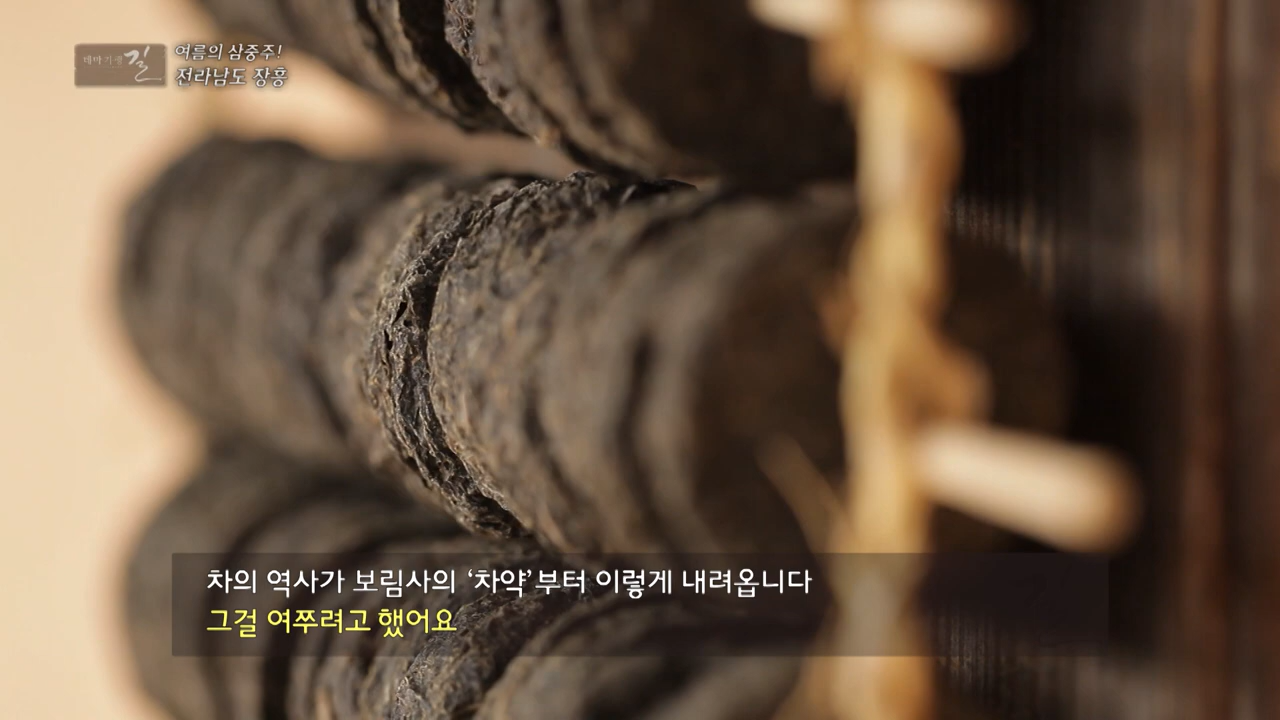 테마기행 길
여름의 삼중주!
전라남도 장흥
차의 역사가 보림사의 ‘차약’부터 이렇게 내려옵니다
그걸 여쭈려고 했어요